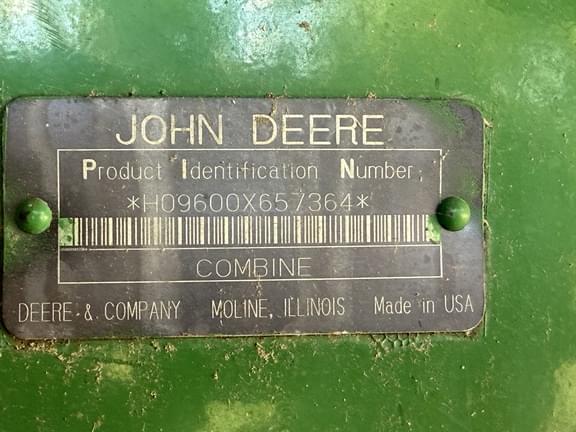 JOHN DEERE
Product Identification Number
*H09600X657364*
COMBINE
DEERE & COMPANY MOLINE, ILLINOIS Made in USA